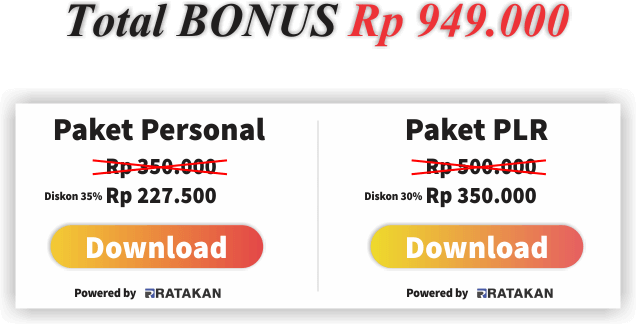 Total BONUS Rp 949.000
Paket Personal
Rp 350.000
Diskon 35% Rp 227.500
Download
Powered by RATAKAN
Paket PLR
Rp 500.000
Diskon 30% Rp 350.000
Download
Powered by RATAKAN